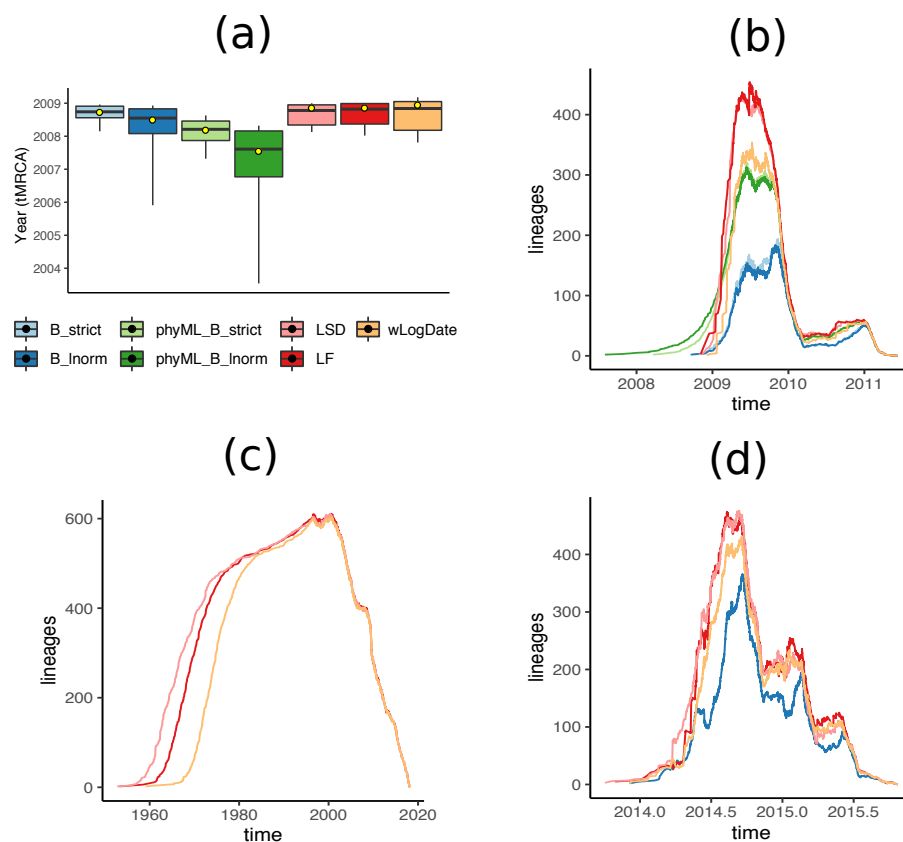 (a)
Year (tMRCA)
2009
2008
2007
2006
2005
2004
B_strict phyML_B_strict LSD wLogDate
B_lnorm phyML_B_lnorm LF
(b)
lineages
400
300
200
100
0
2008 2009 2010 2011
time
(c)
lineages
600
400
200
0
1960 1980 2000 2020
time
(d)
lineages
400
300
200
100
0
2014.0 2014.5 2015.0 2015.5
time